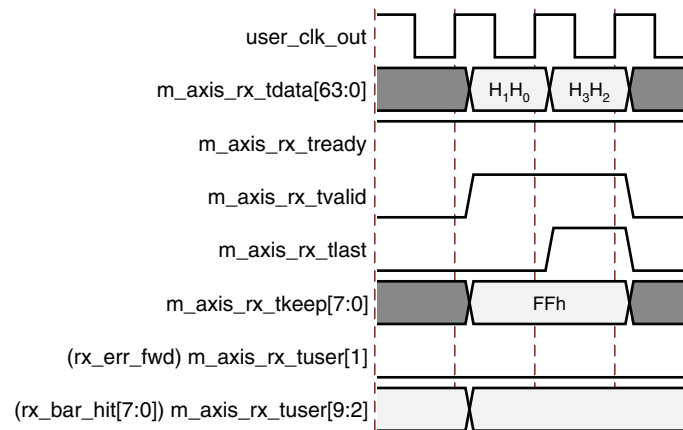 user_clk_out
m_axis_rx_tdata[63:0] H₁H₀ H₃H₂
m_axis_rx_tready
m_axis_rx_tvalid
m_axis_rx_tlast
m_axis_rx_tkeep[7:0] FFh
(rx_err_fwd) m_axis_rx_tuser[1]
(rx_bar_hit[7:0]) m_axis_rx_tuser[9:2]